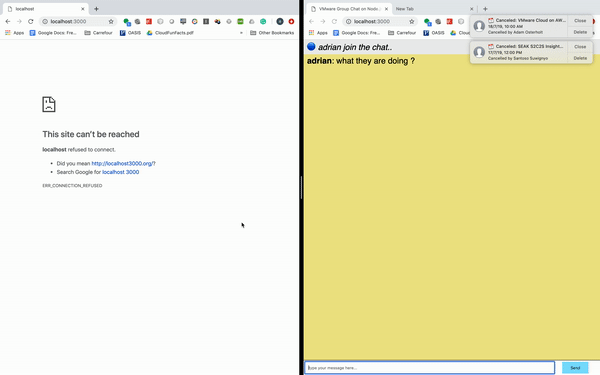 localhost
localhost:3000
Apps
Google Docs: Fre...
Carrefour
OASIS
CloudFunFacts.pdf
Other Bookmarks
This site can't be reached
localhost refused to connect.
Did you mean http://localhost3000.org/?
Search Google for localhost 3000
ERR_CONNECTION_REFUSED
VMware Group Chat on Node...
New Tab
localhost:3000
Apps
Google Docs: Free...
Carrefour
OASIS
Canceled: VMware Cloud on AW...
18/7/19, 10:00 AM
Cancelled by Adam Osterholt
Close
Delete
Canceled: SEAK S2C2S Insight...
17/7/19, 12:00 PM
Cancelled by Santoso Suwignyo
Close
Delete
adrian join the chat..
adrian: what they are doing ?
Type your message here...
Send